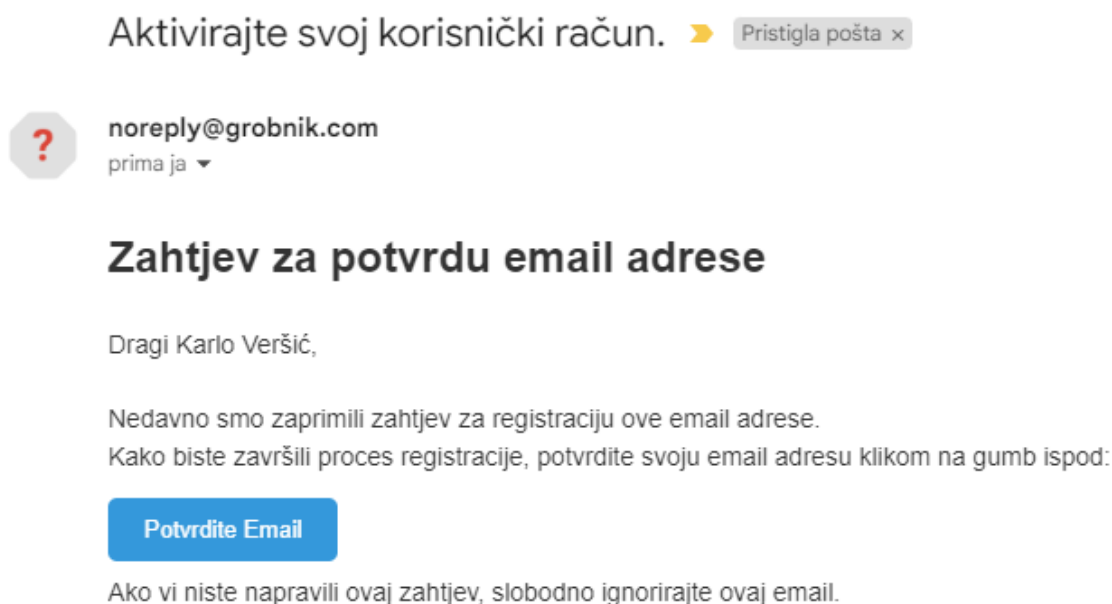 Aktivirajte svoj korisnički račun. Pristigla pošta ×
?
noreply@grobnik.com
prima ja
Zahtjev za potvrdu email adrese
Dragi Karlo Veršić,
Nedavno smo zaprimili zahtjev za registraciju ove email adrese.
Kako biste završili proces registracije, potvrdite svoju email adresu klikom na gumb ispod:
Potvrdite Email
Ako vi niste napravili ovaj zahtjev, slobodno ignorirajte ovaj email.